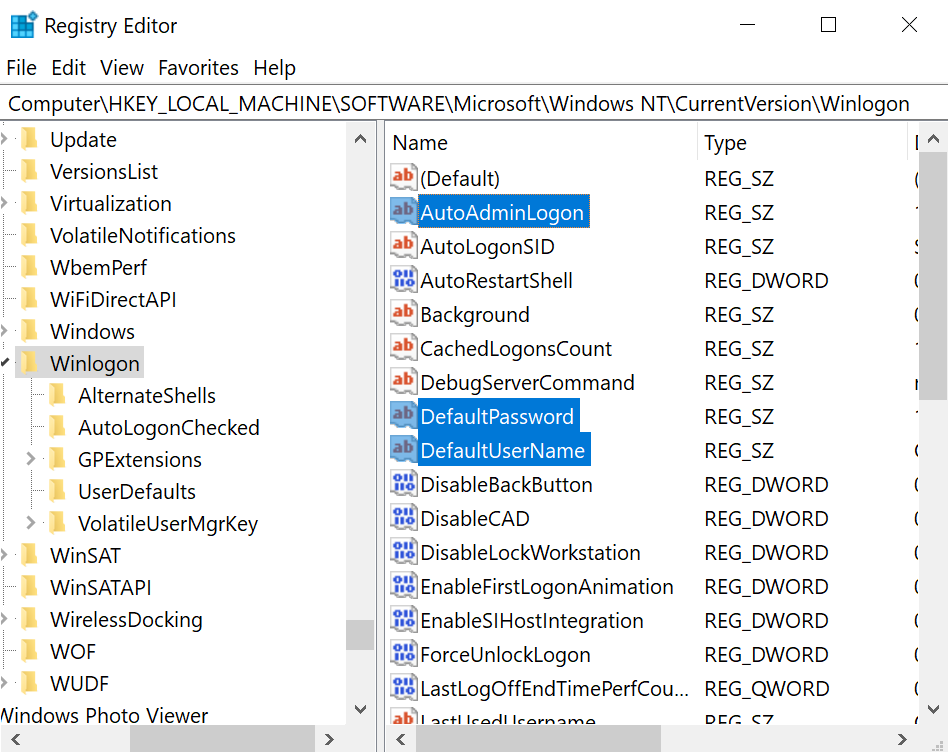 Registry Editor
File Edit View Favorites Help
Computer\HKEY_LOCAL_MACHINE\SOFTWARE\Microsoft\Windows NT\CurrentVersion\Winlogon
Update
VersionsList
Virtualization
VolatileNotifications
WbemPerf
WiFiDirectAPI
Windows
Winlogon
AlternateShells
AutoLogonChecked
GPExtensions
UserDefaults
VolatileUserMgrKey
WinSAT
WinSATAPI
WirelessDocking
WOF
WUDF
Windows Photo Viewer
Name Type
(Default) REG_SZ
AutoAdminLogon REG_SZ
AutoLogonSID REG_SZ
AutoRestartShell REG_DWORD
Background REG_SZ
CachedLogonsCount REG_SZ
DebugServerCommand REG_SZ
DefaultPassword REG_SZ
DefaultUserName REG_SZ
DisableBackButton REG_DWORD
DisableCAD REG_DWORD
DisableLockWorkstation REG_DWORD
EnableFirstLogonAnimation REG_DWORD
EnableSIHostIntegration REG_DWORD
ForceUnlockLogon REG_DWORD
LastLogOffEndTimePerfCou... REG_QWORD
LastUsedUsername REG_SZ